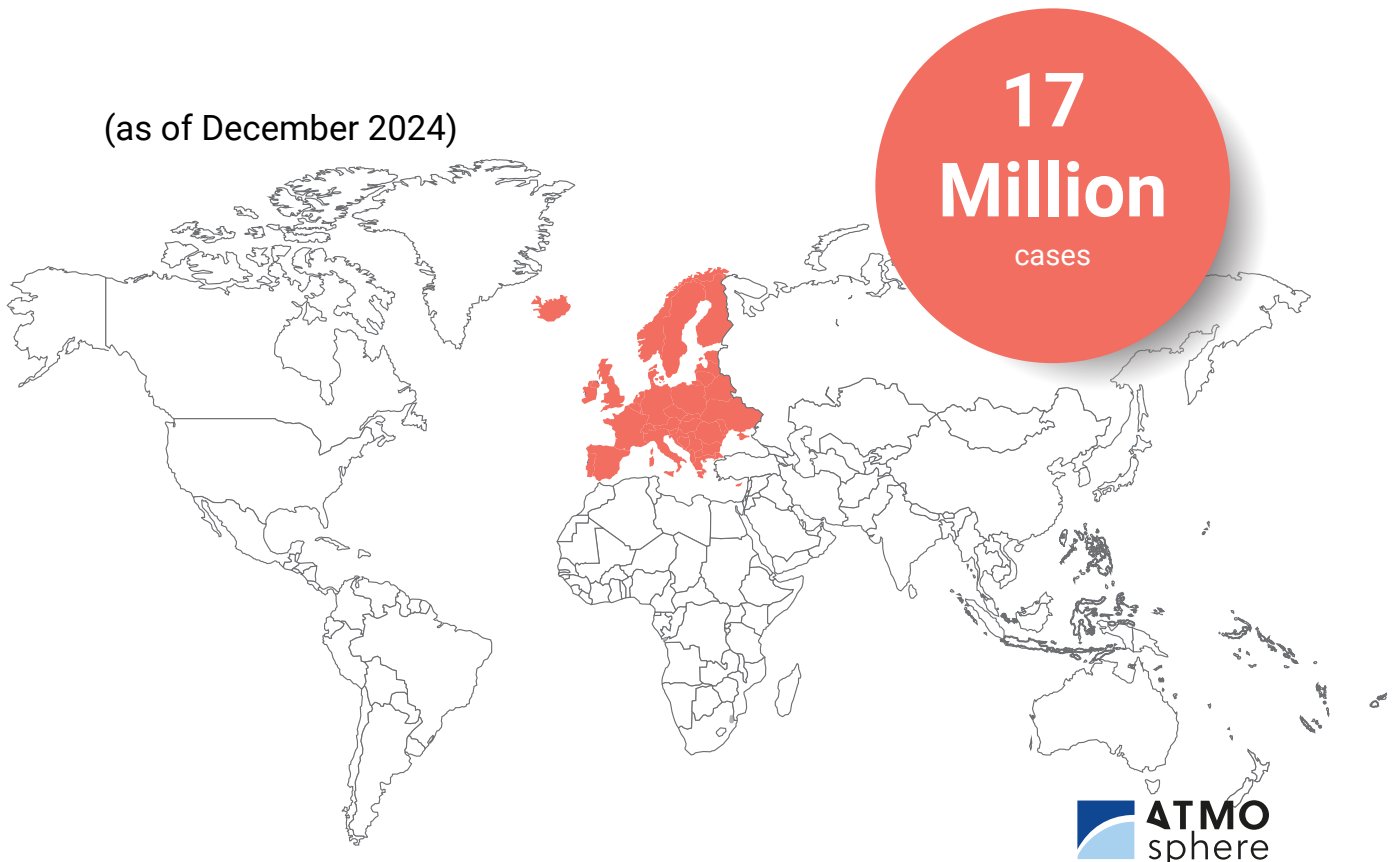 (as of December 2024)
17
Million
cases
ATMO
sphere